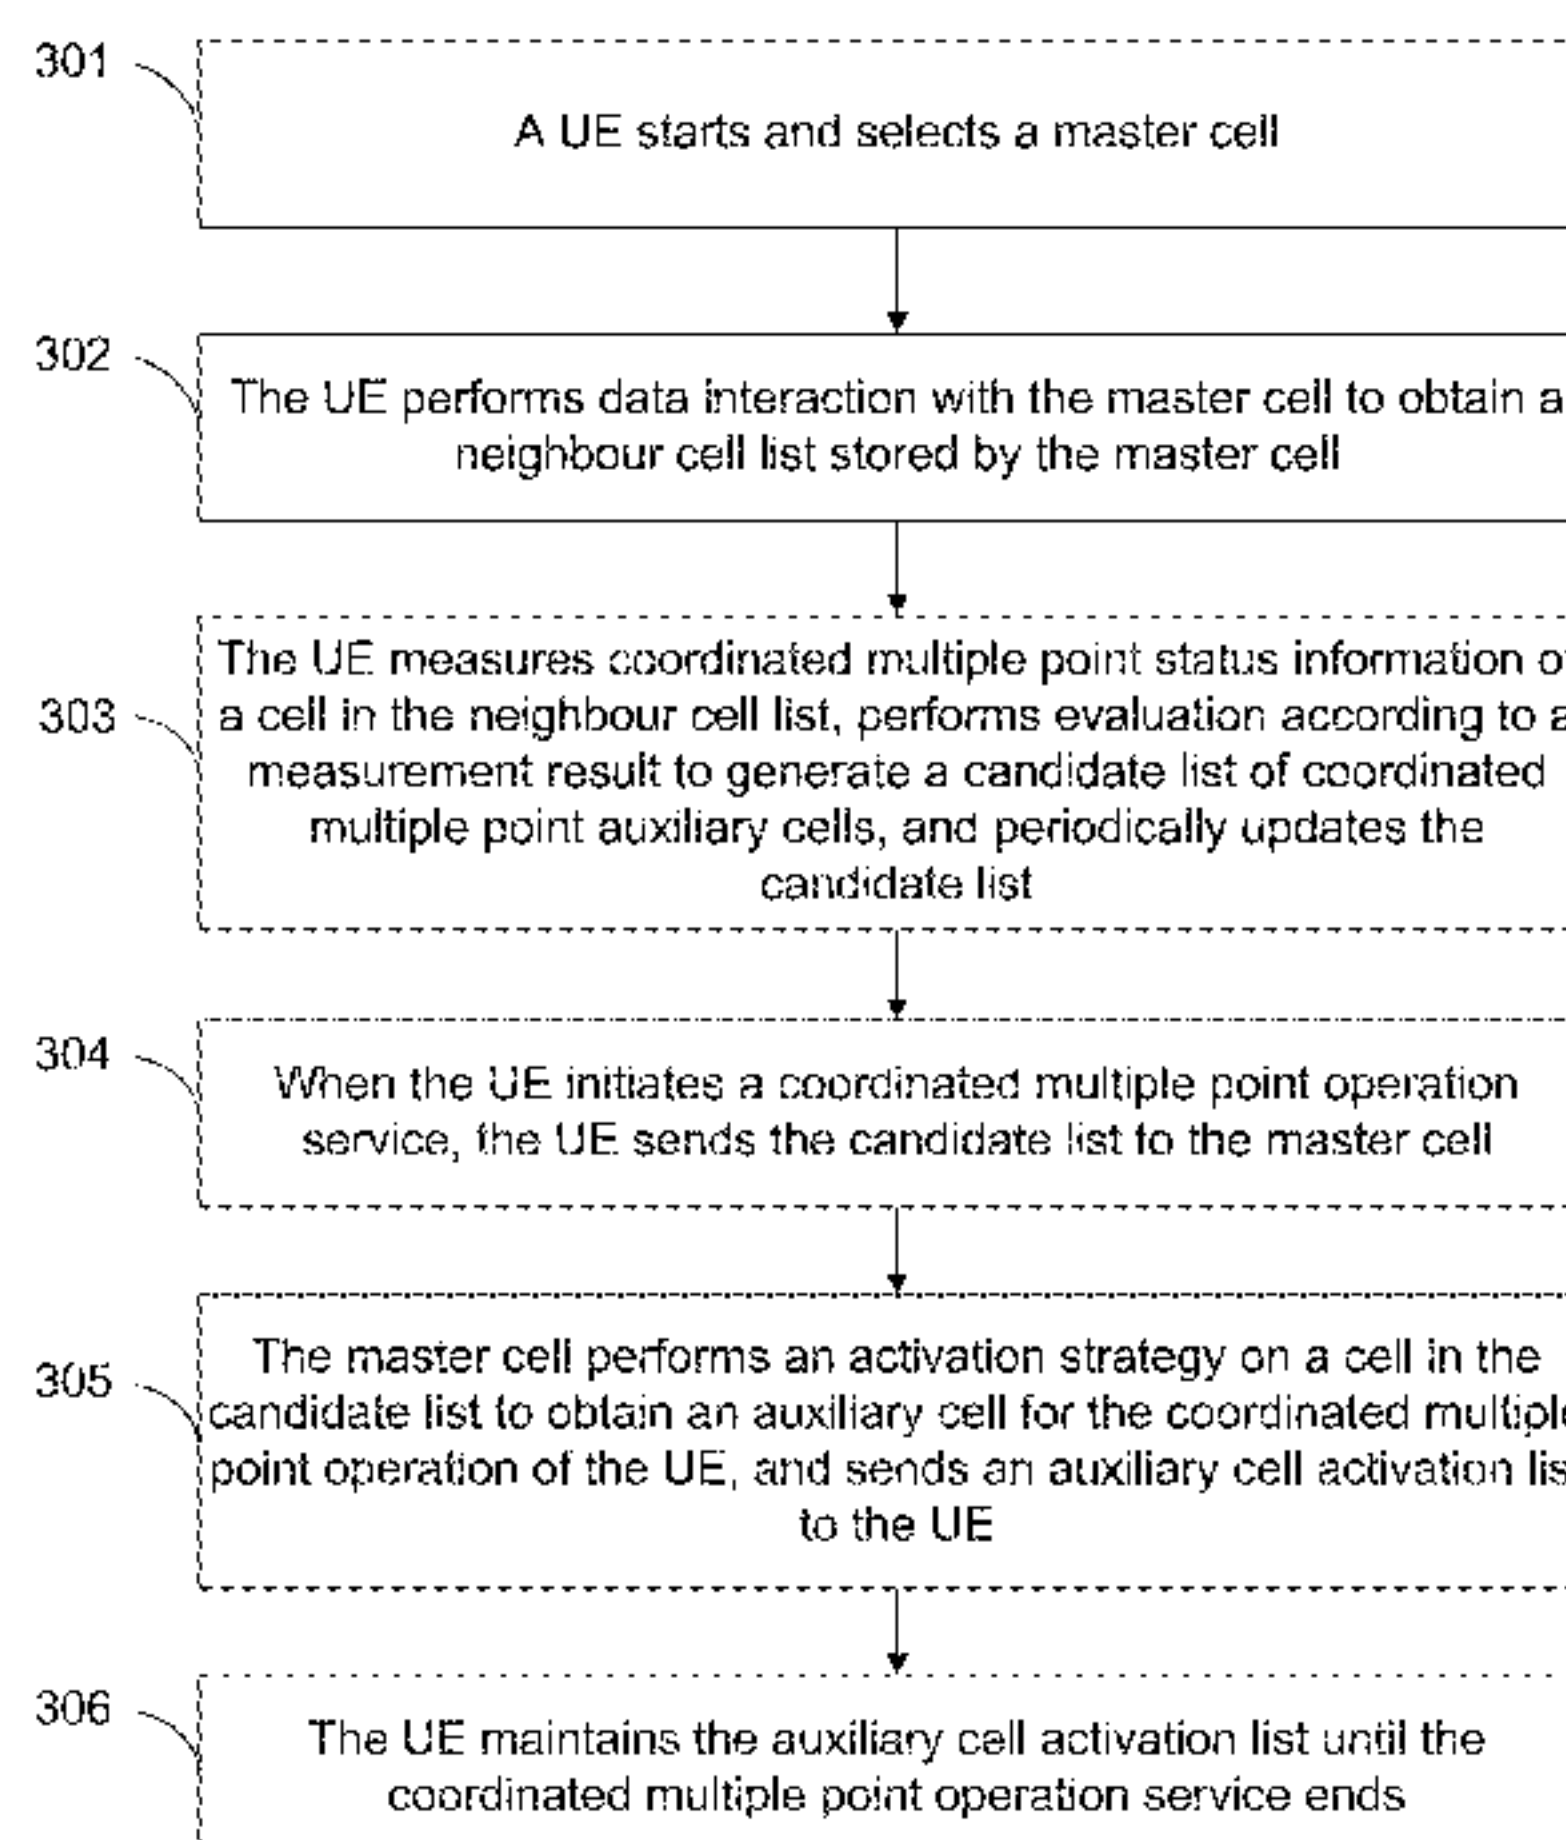 301
A UE starts and selects a master cell
302
The UE performs data interaction with the master cell to obtain a
neighbour cell list stored by the master cell
303
The UE measures coordinated multiple point status information of
a cell in the neighbour cell list, performs evaluation according to a
measurement result to generate a candidate list of coordinated
multiple point auxiliary cells, and periodically updates the
candidate list
304
When the UE initiates a coordinated multiple point operation
service, the UE sends the candidate list to the master cell
305
The master cell performs an activation strategy on a cell in the
candidate list to obtain an auxiliary cell for the coordinated multiple
point operation of the UE, and sends an auxiliary cell activation lis
to the UE
306
The UE maintains the auxiliary cell activation list until the
coordinated multiple point operation service ends